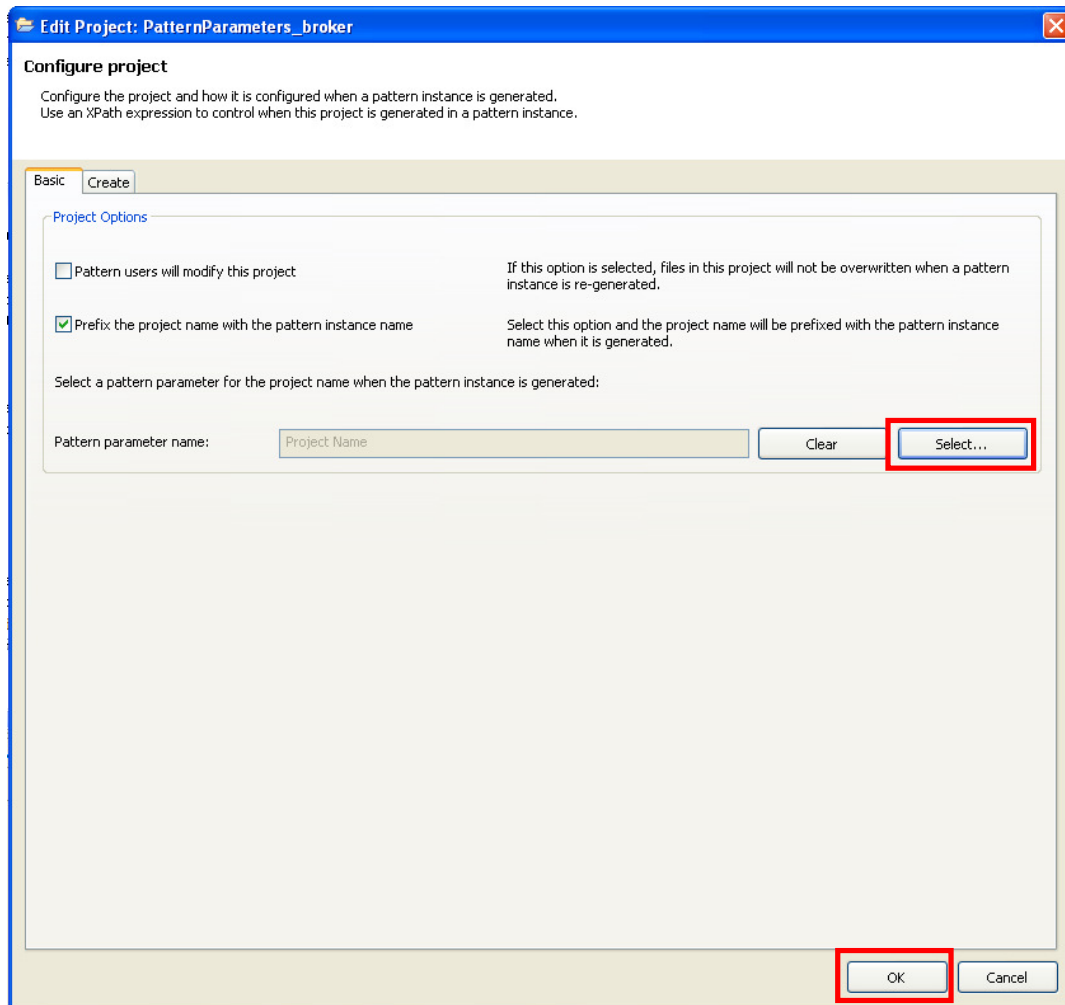 Edit Project: PatternParameters_broker
Configure project
Configure the project and how it is configured when a pattern instance is generated.
Use an XPath expression to control when this project is generated in a pattern instance.
Basic
Create
Project Options
Pattern users will modify this project
If this option is selected, files in this project will not be overwritten when a pattern
instance is re-generated.
Prefix the project name with the pattern instance name
Select this option and the project name will be prefixed with the pattern instance
name when it is generated.
Select a pattern parameter for the project name when the pattern instance is generated:
Pattern parameter name:
Project Name
Clear
Select...
OK
Cancel